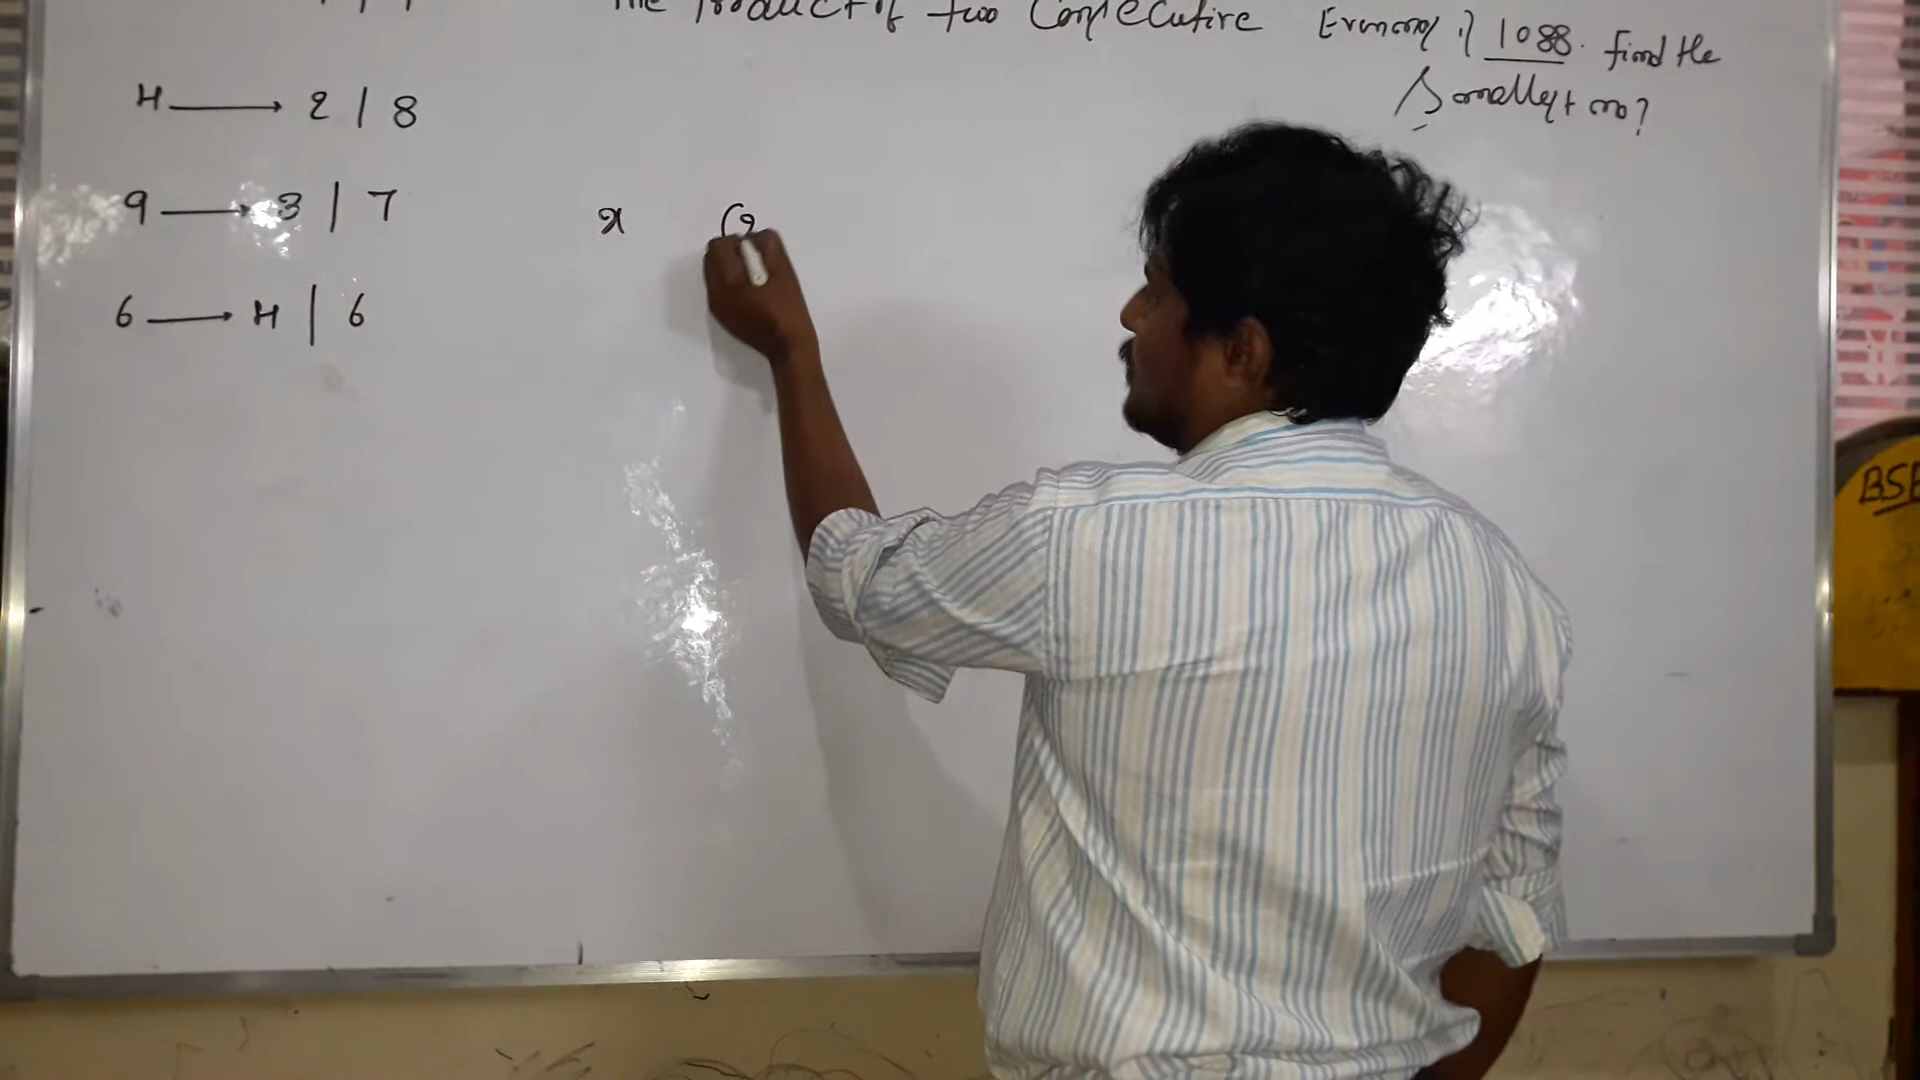 The Product of two Consecutive Even no's is 1088. find the
Smallest no?
4 → 2 | 8
9 → 3 | 7
6 → 4 | 6
x (x